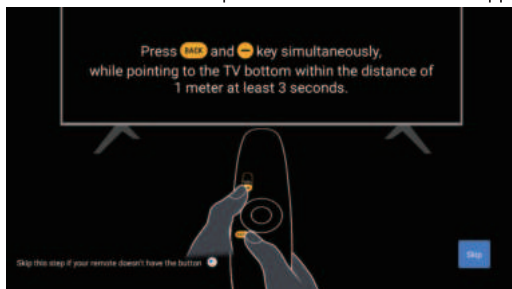 Press BACK and − key simultaneously,
while pointing to the TV bottom within the distance of
1 meter at least 3 seconds.
Skip this step if your remote doesn't have the button
Skip